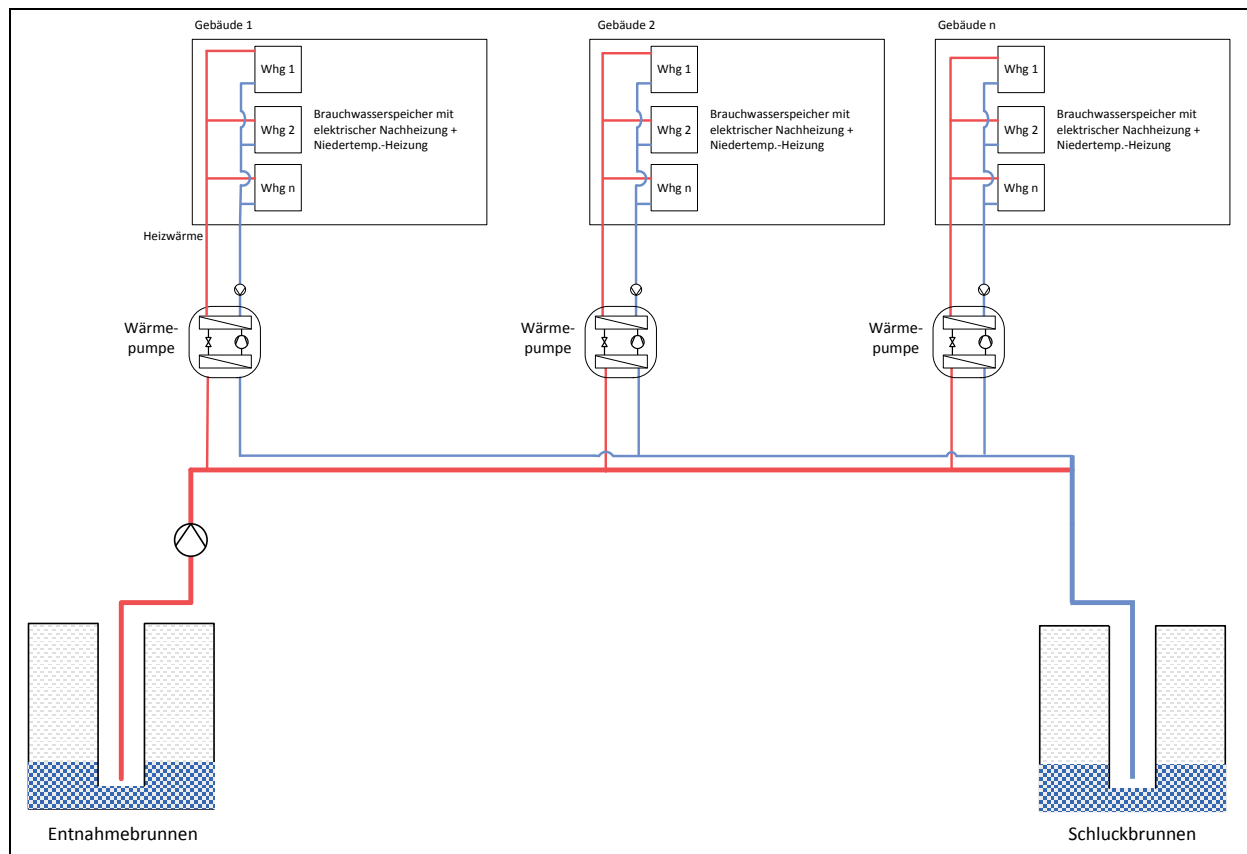 Gebäude 1
Gebäude 2
Gebäude n
Whg 1
Whg 2
Whg n
Brauchwasserspeicher mit
elektrischer Nachheizung +
Niedertemp.-Heizung
Whg 1
Whg 2
Whg n
Brauchwasserspeicher mit
elektrischer Nachheizung +
Niedertemp.-Heizung
Whg 1
Whg 2
Whg n
Brauchwasserspeicher mit
elektrischer Nachheizung +
Niedertemp.-Heizung
Heizwärme
Wärme-
pumpe
Wärme-
pumpe
Wärme-
pumpe
Entnahmebrunnen
Schluckbrunnen